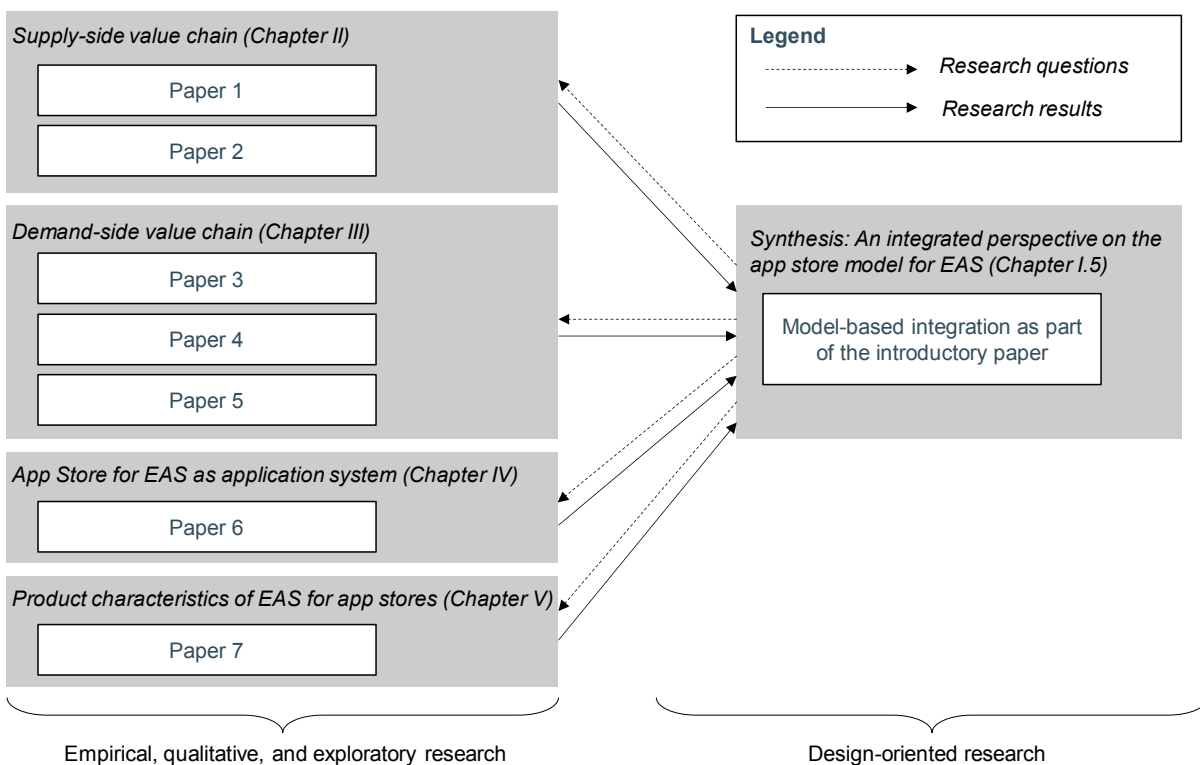 Supply-side value chain (Chapter II)
Paper 1
Paper 2
Demand-side value chain (Chapter III)
Paper 3
Paper 4
Paper 5
App Store for EAS as application system (Chapter IV)
Paper 6
Product characteristics of EAS for app stores (Chapter V)
Paper 7
Empirical, qualitative, and exploratory research
Legend
Research questions
Research results
Synthesis: An integrated perspective on the
app store model for EAS (Chapter I.5)
Model-based integration as part
of the introductory paper
Design-oriented research